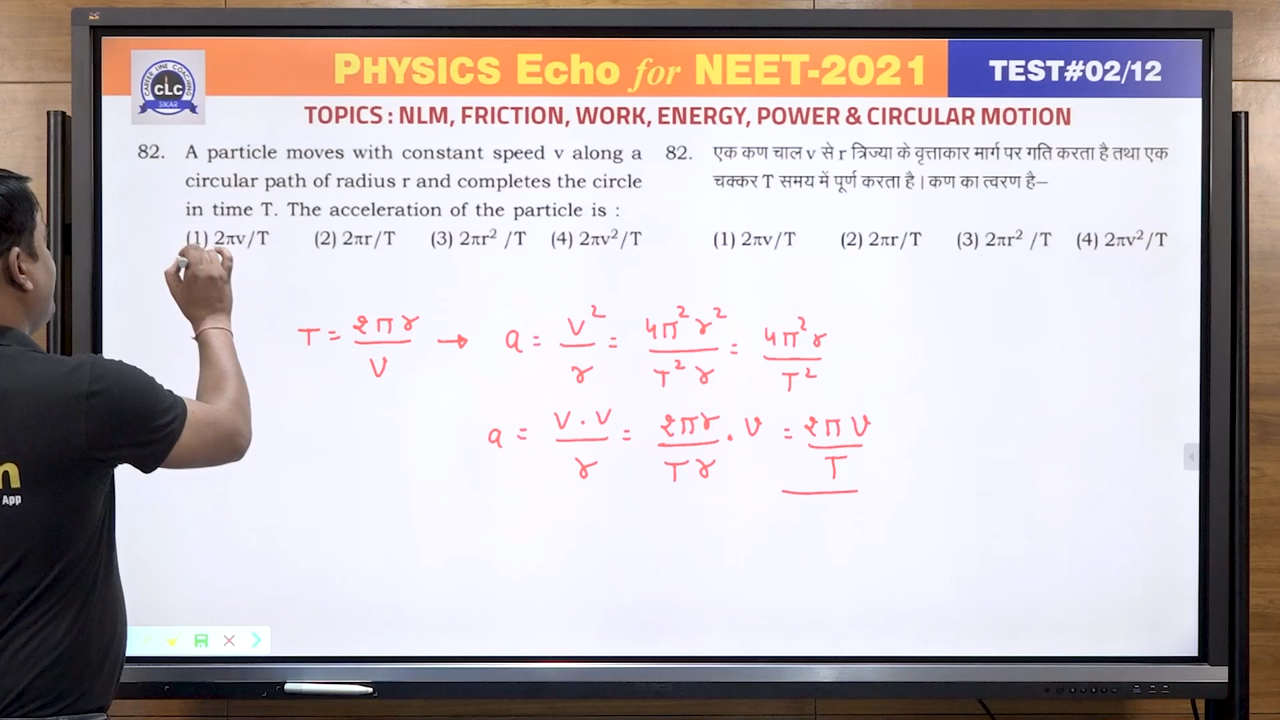 PHYSICS Echo for NEET-2021
TEST#02/12
CAREER LINE COACHING
CLC
SIKAR
TOPICS : NLM, FRICTION, WORK, ENERGY, POWER & CIRCULAR MOTION
82. A particle moves with constant speed v along a
circular path of radius r and completes the circle
in time T. The acceleration of the particle is :
(1) 2πv/T (2) 2πr/T (3) 2πr² /T (4) 2πv²/T
82. एक कण चाल v से r त्रिज्या के वृत्ताकार मार्ग पर गति करता है तथा एक
चक्कर T समय में पूर्ण करता है। कण का त्वरण है–
(1) 2πv/T (2) 2πr/T (3) 2πr² /T (4) 2πv²/T
T = 2πr/v → a = v²/r = 4π²r²/T²r = 4π²r/T²
a = v.v/r = 2πr/Tr . v = 2πv/T
n
App